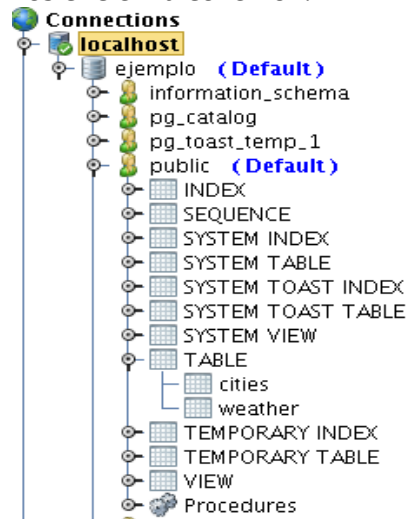 Connections
localhost
ejemplo (Default)
information_schema
pg_catalog
pg_toast_temp_1
public (Default)
INDEX
SEQUENCE
SYSTEM INDEX
SYSTEM TABLE
SYSTEM TOAST INDEX
SYSTEM TOAST TABLE
SYSTEM VIEW
TABLE
cities
weather
TEMPORARY INDEX
TEMPORARY TABLE
VIEW
Procedures